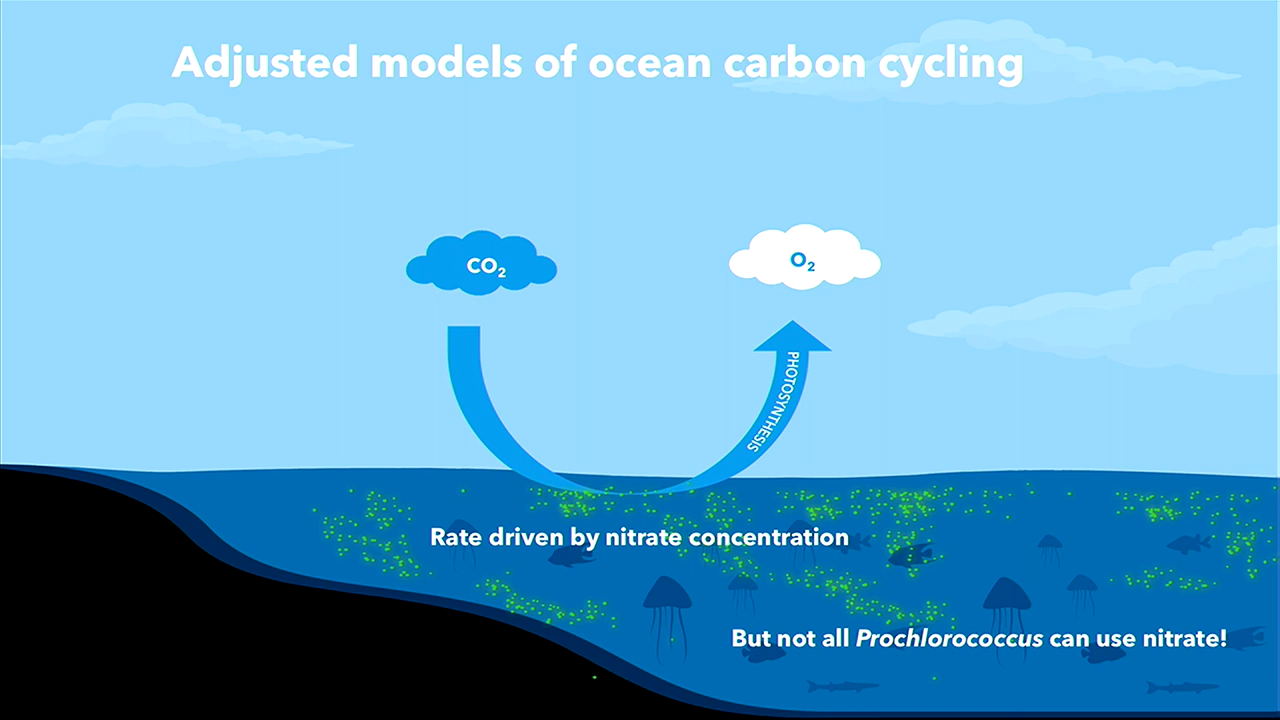 Adjusted models of ocean carbon cycling
CO₂
O₂
PHOTOSYNTHESIS
Rate driven by nitrate concentration
But not all Prochlorococcus can use nitrate!